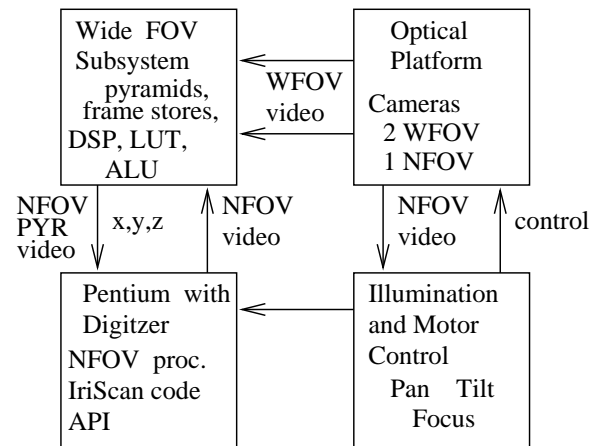 Wide FOV
Subsystem
pyramids,
frame stores,
DSP, LUT,
ALU
WFOV
video
Optical
Platform
Cameras
2 WFOV
1 NFOV
NFOV
PYR
video
x,y,z
NFOV
video
NFOV
video
control
Pentium with
Digitzer
NFOV proc.
IriScan code
API
Illumination
and Motor
Control
Pan Tilt
Focus